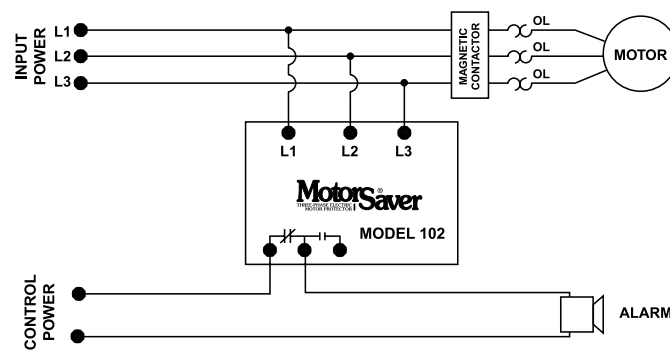 INPUT
POWER
L1
L2
L3
MAGNETIC
CONTACTOR
OL
OL
OL
MOTOR
L1
L2
L3
MotorSaver®
THREE-PHASE ELECTRIC
MOTOR PROTECTOR
MODEL 102
CONTROL
POWER
ALARM